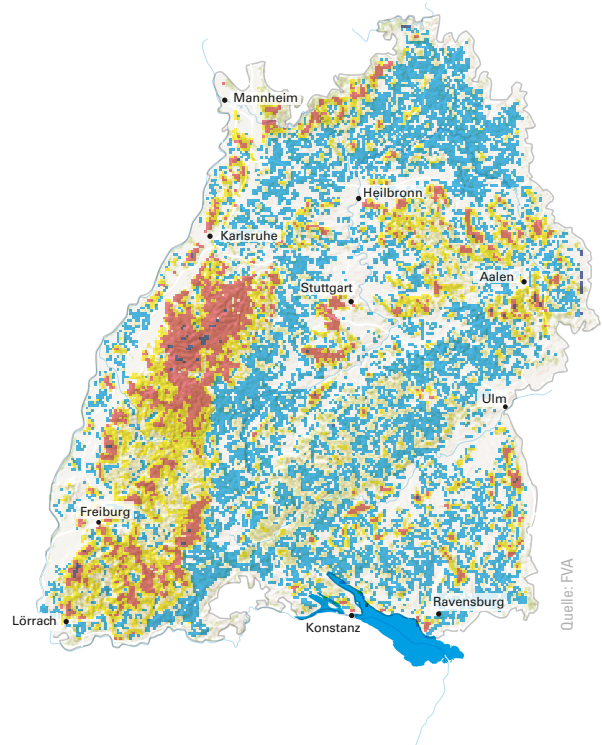 Mannheim
Heilbronn
Karlsruhe
Aalen
Stuttgart
Ulm
Freiburg
Quelle: FVA
Ravensburg
Lörrach
Konstanz